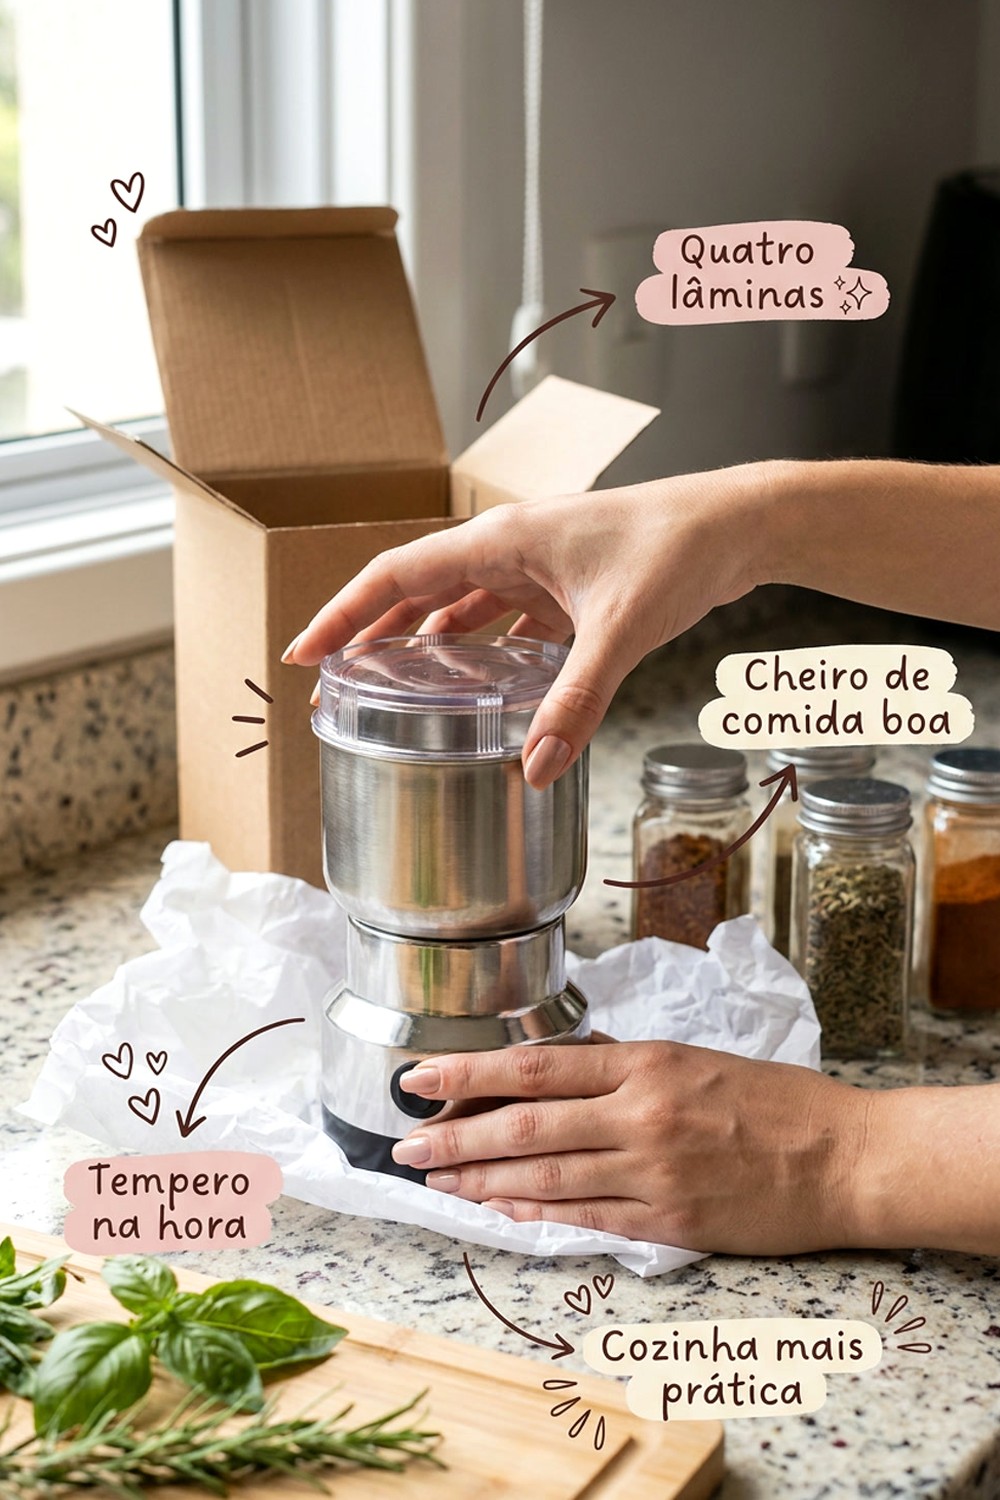 Quatro
lâminas
Cheiro de
comida boa
Tempero
na hora
Cozinha mais
prática